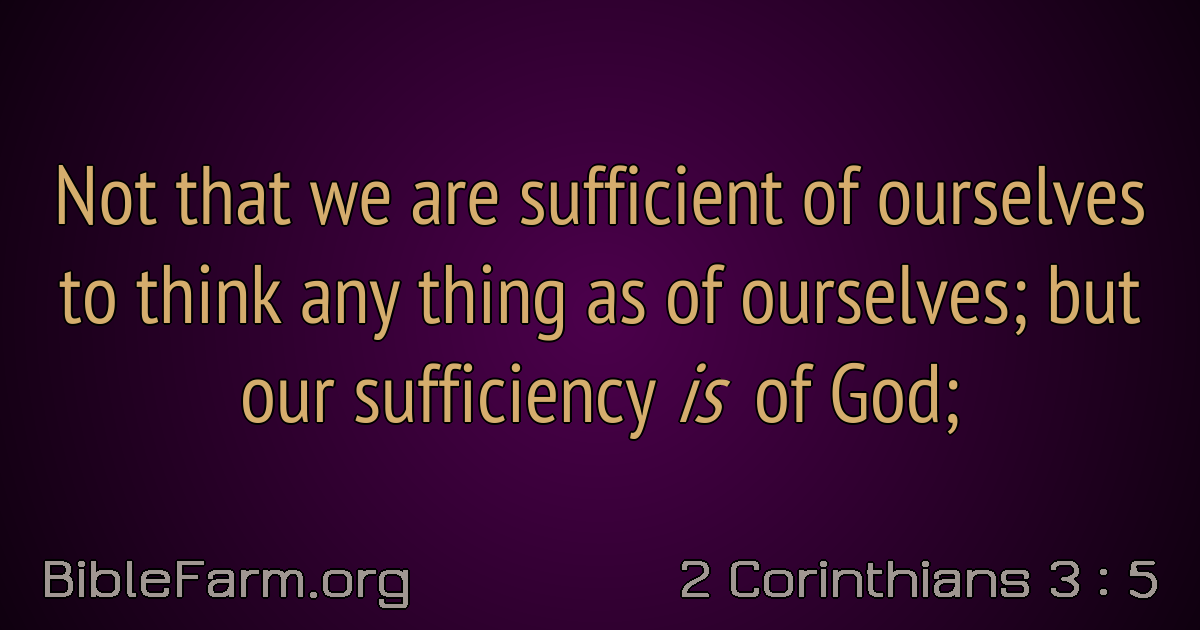 Not that we are sufficient of ourselves
to think any thing as of ourselves; but
our sufficiency is of God;
BibleFarm.org
2 Corinthians 3 : 5